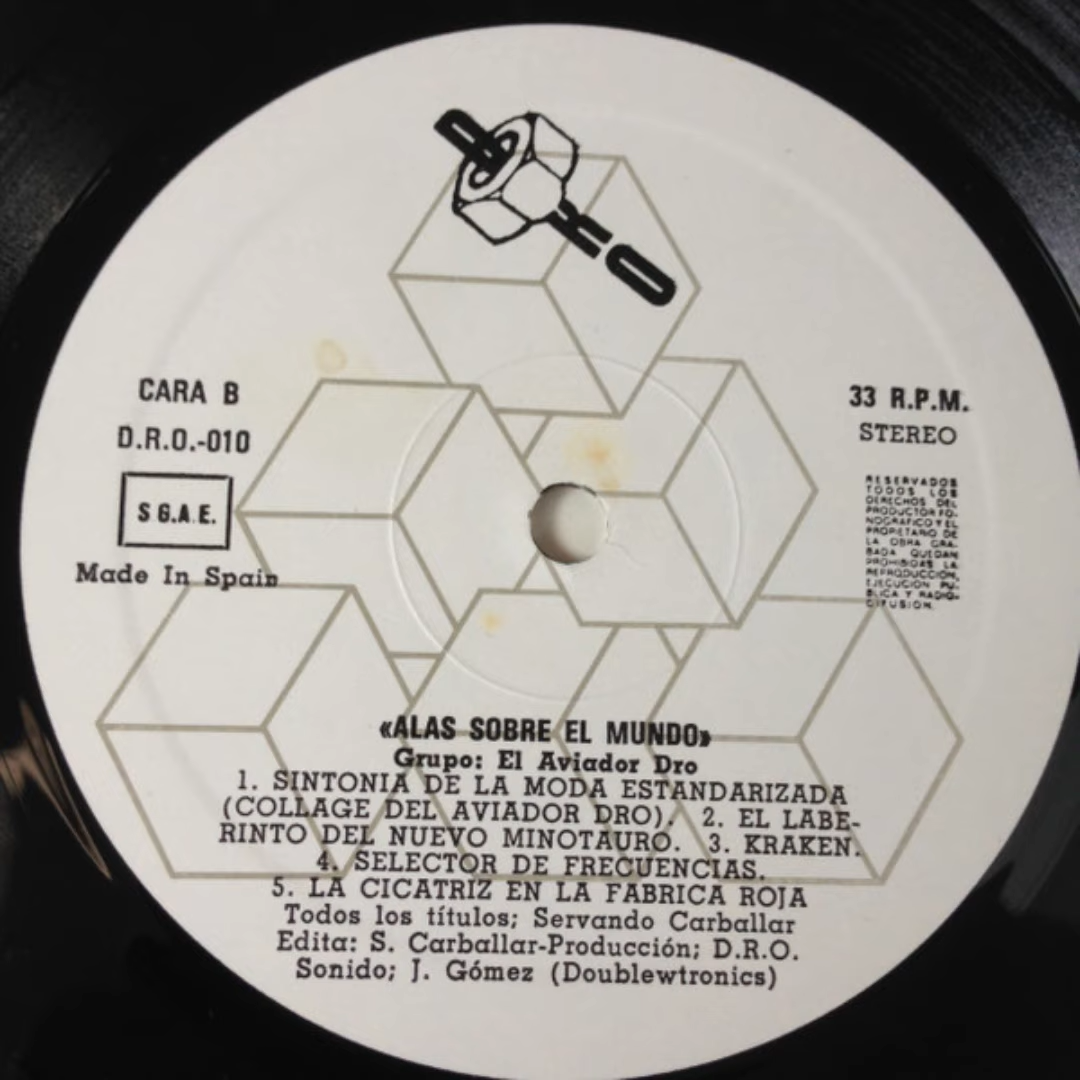 DRO
CARA B
D.R.O.-010
S G.A.E.
Made In Spain
33 R.P.M.
STEREO
RESERVADOS
TODOS LOS
DERECHOS DEL
PRODUCTOR FO-
NOGRAFICO Y EL
PROPIETARIO DE
LA OBRA GRA-
BADA QUEDAN
PROHIBIDAS LA
REPRODUCCION,
EJECUCION PU-
BLICA Y RADIO-
DIFUSION.
«ALAS SOBRE EL MUNDO»
Grupo: El Aviador Dro
1. SINTONIA DE LA MODA ESTANDARIZADA
(COLLAGE DEL AVIADOR DRO). 2. EL LABE-
RINTO DEL NUEVO MINOTAURO. 3. KRAKEN.
4. SELECTOR DE FRECUENCIAS.
5. LA CICATRIZ EN LA FABRICA ROJA
Todos los títulos; Servando Carballar
Edita: S. Carballar-Producción; D.R.O.
Sonido; J. Gómez (Doublewtronics)